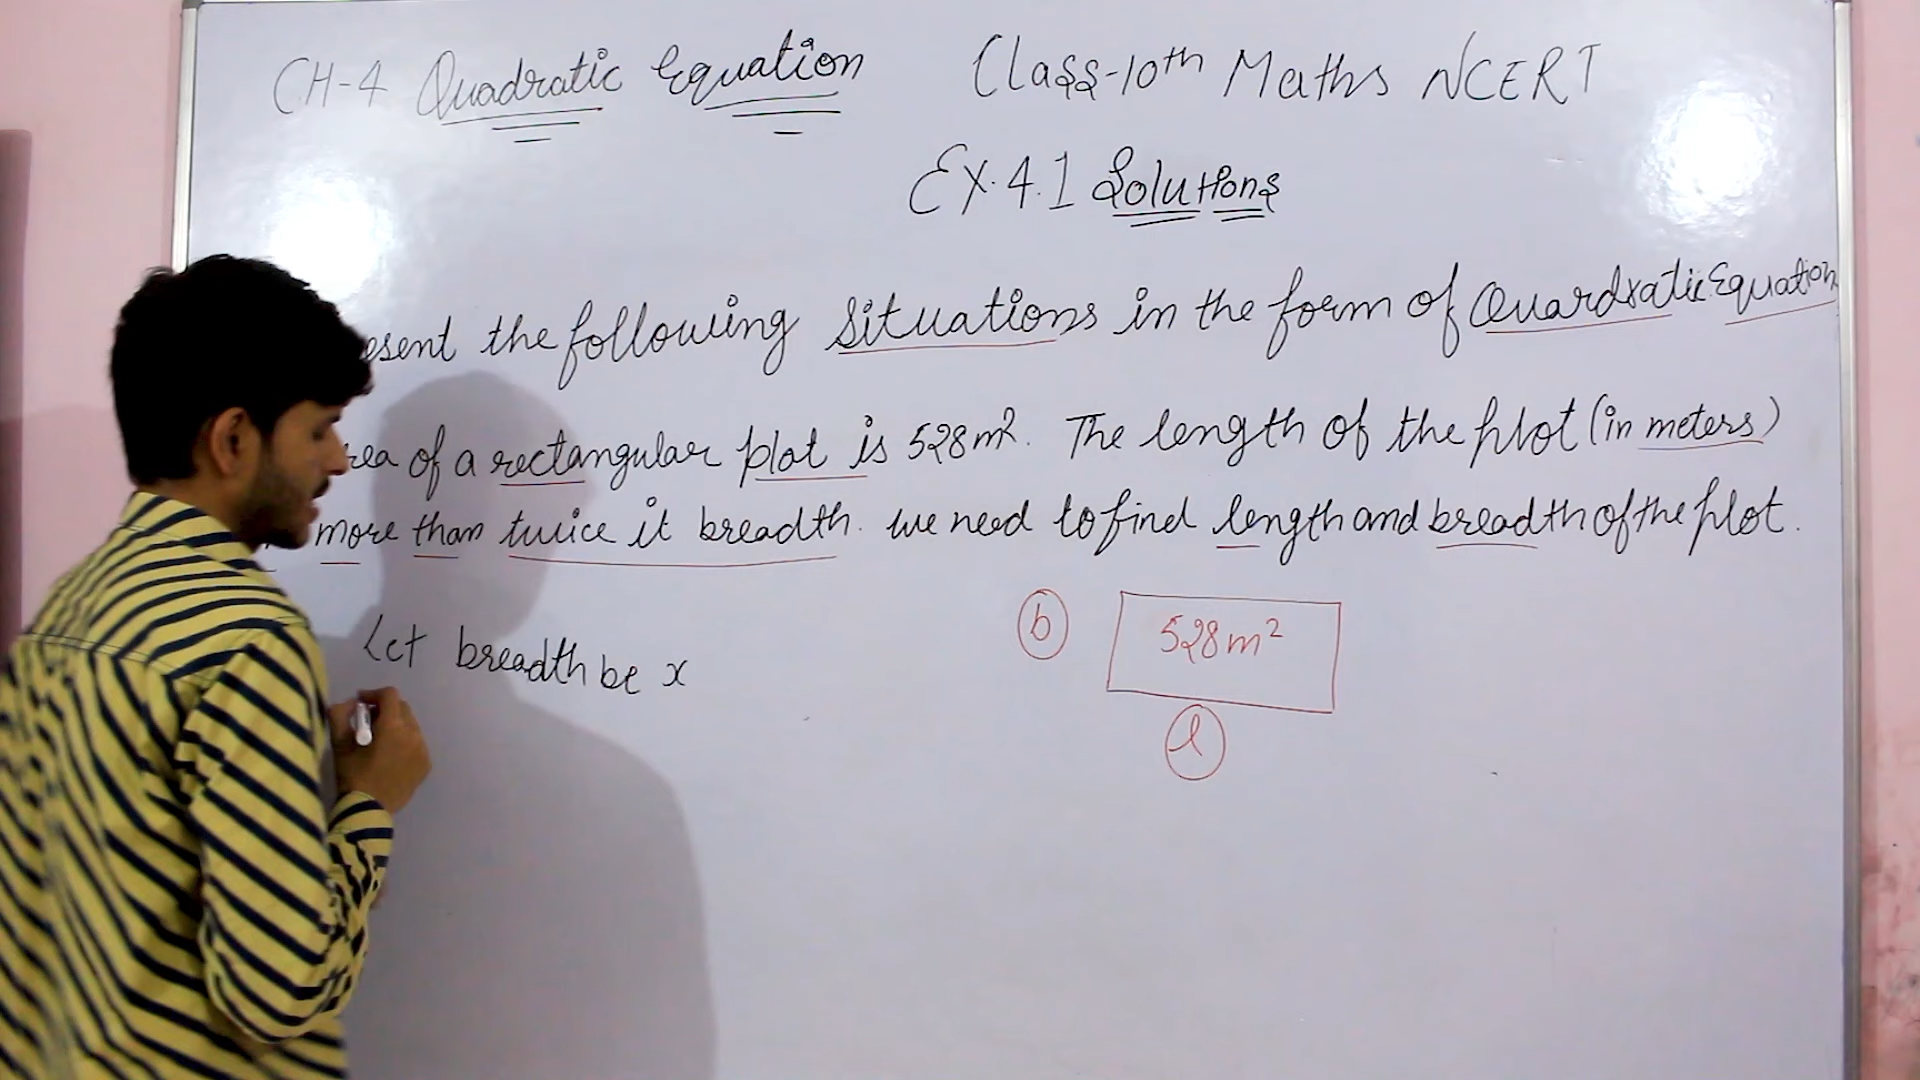 CH-4 Quadratic Equation Class-10th Maths NCERT
EX.4.1 Solutions
esent the following Situations in the form of Quardratic Equation
rea of a rectangular plot is 528m². The length of the plot (in meters)
more than twice it breadth. we need to find length and breadth of the plot.
Let breadth be x
b 528m²
l